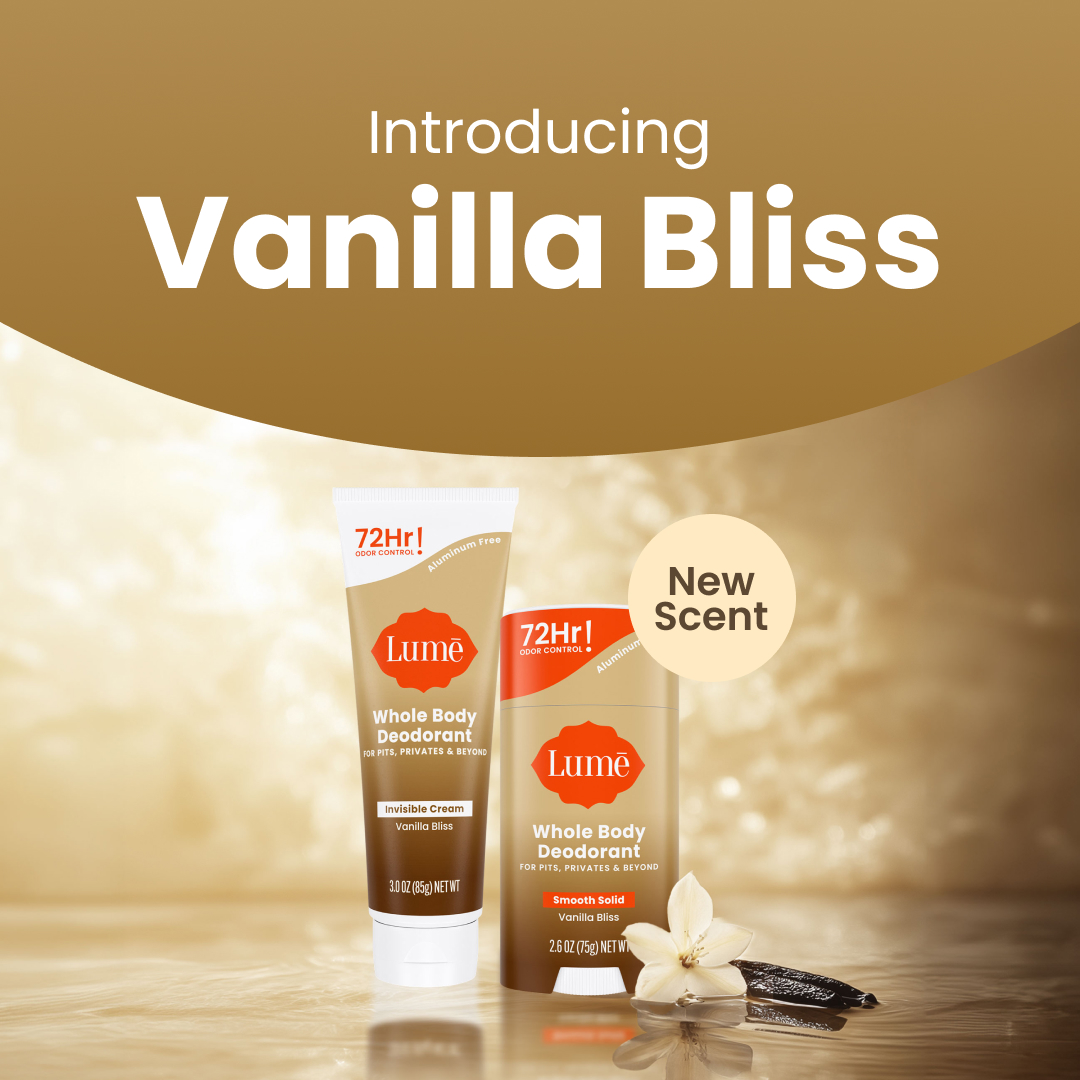 Introducing
Vanilla Bliss
72Hr!
ODOR CONTROL
Aluminum Free
Lumē
Whole Body
Deodorant
FOR PITS, PRIVATES & BEYOND
Invisible Cream
Vanilla Bliss
3.0 OZ (85g) NET WT
New
Scent
72Hr!
ODOR CONTROL
Aluminum
Lumē
Whole Body
Deodorant
FOR PITS, PRIVATES & BEYOND
Smooth Solid
Vanilla Bliss
2.6 OZ (75g) NET WT